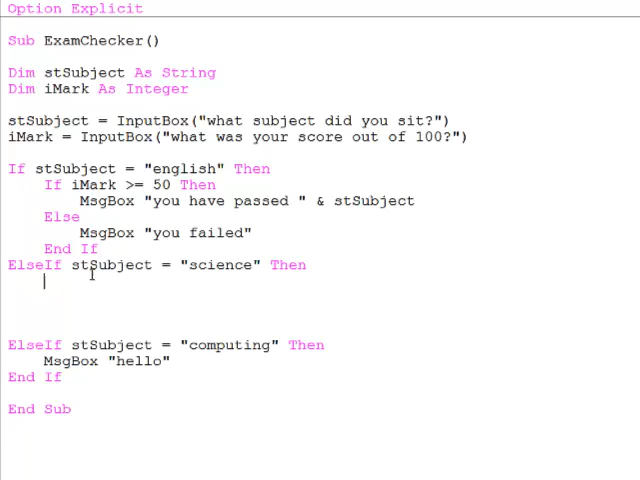 Option Explicit
Sub ExamChecker()
Dim stSubject As String
Dim iMark As Integer
stSubject = InputBox("what subject did you sit?")
iMark = InputBox("what was your score out of 100?")
If stSubject = "english" Then
If iMark >= 50 Then
MsgBox "you have passed " & stSubject
Else
MsgBox "you failed"
End If
ElseIf stSubject = "science" Then
ElseIf stSubject = "computing" Then
MsgBox "hello"
End If
End Sub